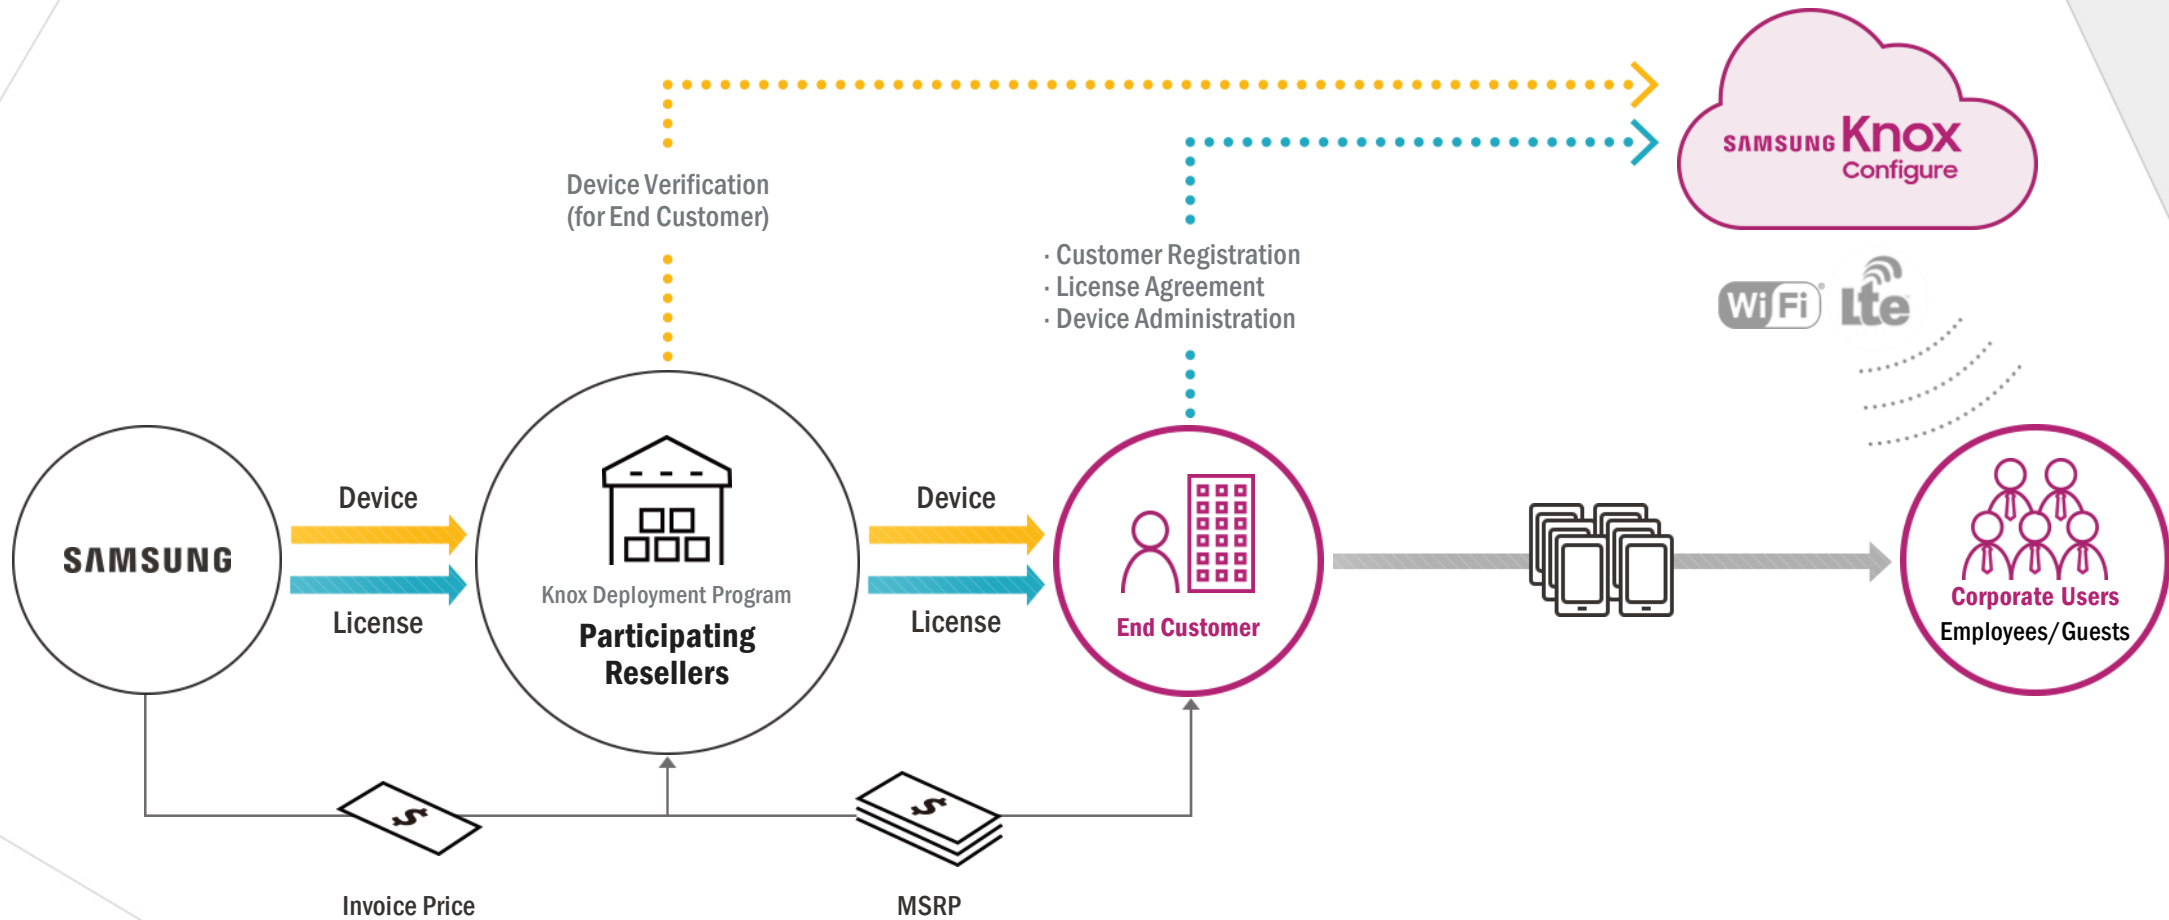 SAMSUNG Knox
Configure
Device Verification
(for End Customer)
· Customer Registration
· License Agreement
· Device Administration
WiFi® Lte
SAMSUNG
Device
License
Knox Deployment Program
Participating
Resellers
Device
License
End Customer
Corporate Users
Employees/Guests
$
$
Invoice Price
MSRP